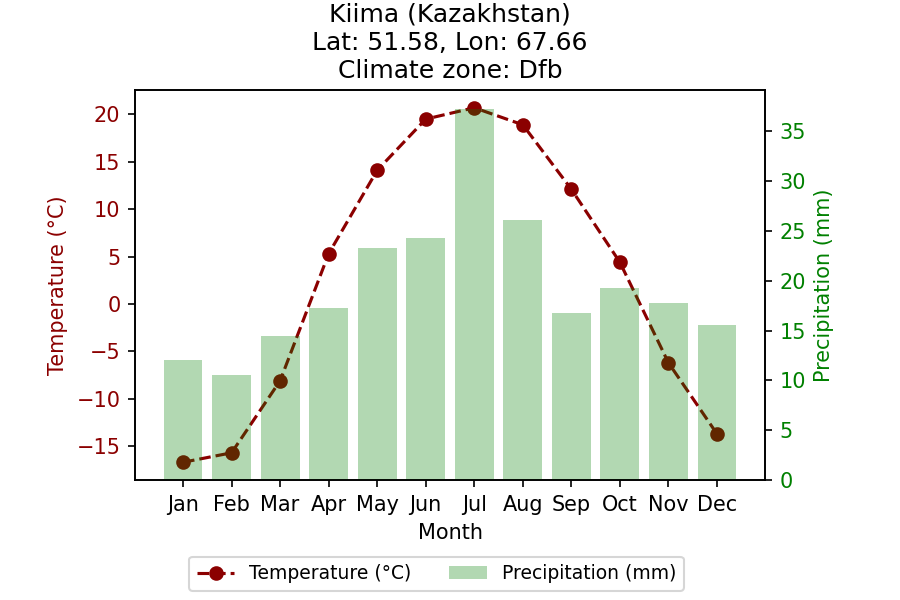 Kiima (Kazakhstan)
Lat: 51.58, Lon: 67.66
Climate zone: Dfb
Temperature (°C)
20
15
10
5
0
−5
−10
−15
Precipitation (mm)
35
30
25
20
15
10
5
0
Jan Feb Mar Apr May Jun Jul Aug Sep Oct Nov Dec
Month
Temperature (°C) Precipitation (mm)